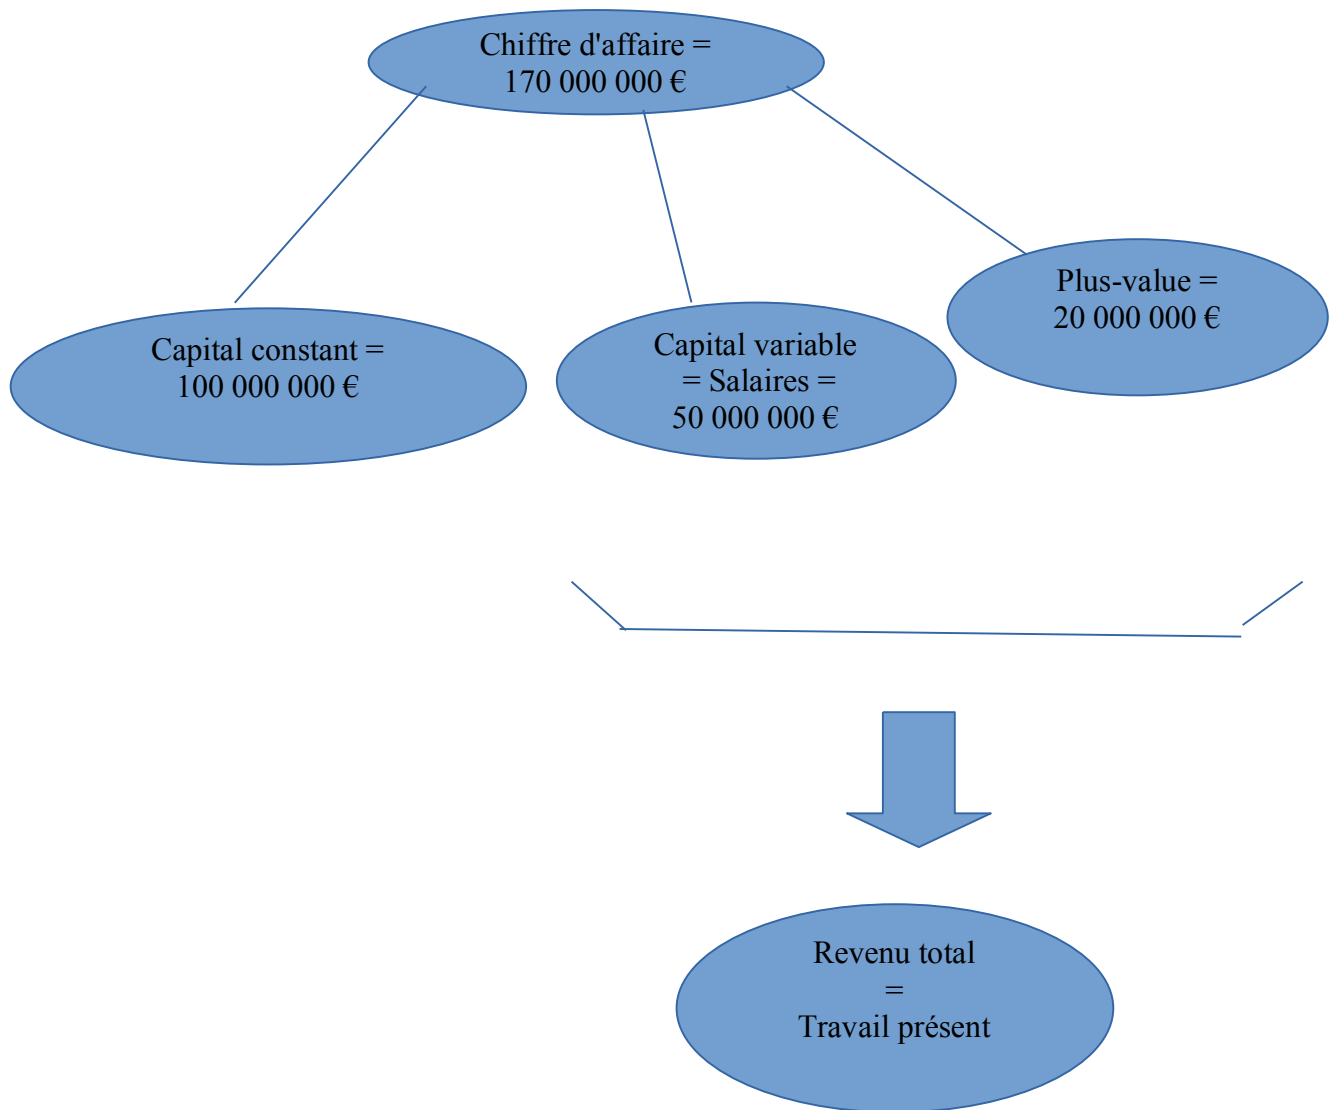 Chiffre d'affaire =
170 000 000 €
Plus-value =
20 000 000 €
Capital constant =
100 000 000 €
Capital variable
= Salaires =
50 000 000 €
Revenu total
=
Travail présent